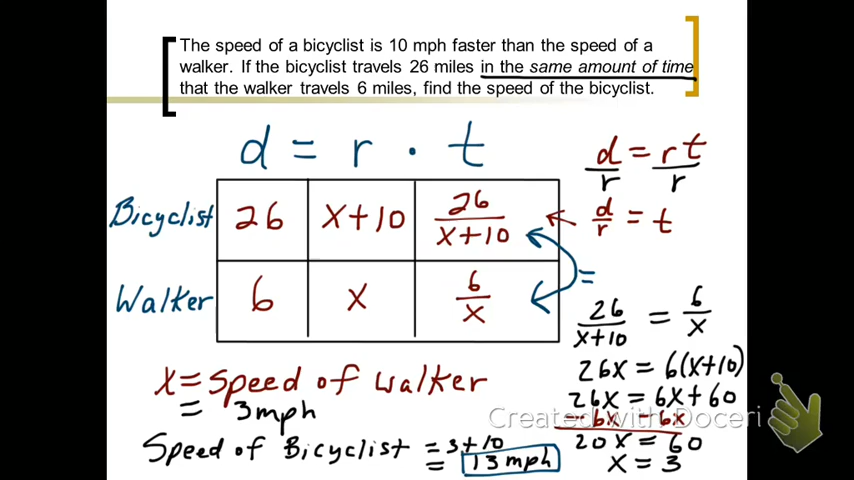 The speed of a bicyclist is 10 mph faster than the speed of a
walker. If the bicyclist travels 26 miles in the same amount of time
that the walker travels 6 miles, find the speed of the bicyclist.
d = r · t
Bicyclist 26 x+10 26/(x+10)
Walker 6 x 6/x
x = speed of walker
= 3mph
Speed of Bicyclist = 3+10
= 13mph
d/r = rt/r
d/r = t
=
26/(x+10) = 6/x
26x = 6(x+10)
26x = 6x+60
-6x -6x
20x = 60
x = 3
Created with Doceri